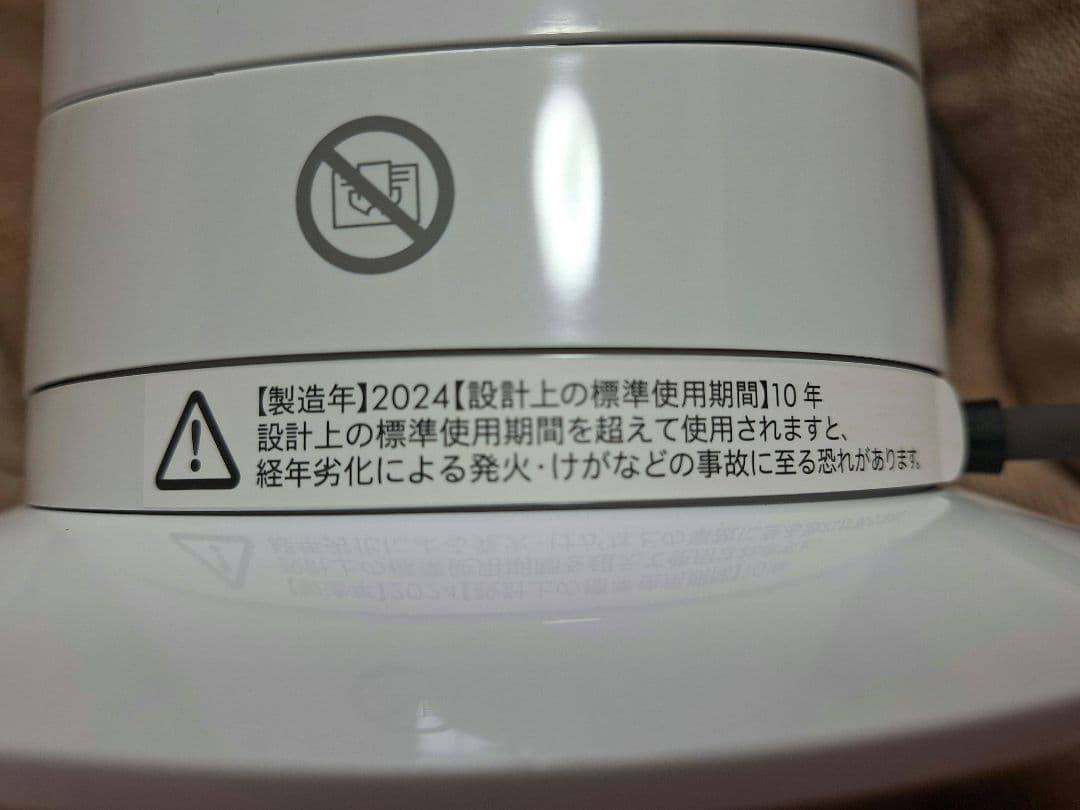 【製造年】2024【設計上の標準使用期間】10年
設計上の標準使用期間を超えて使用されますと、
経年劣化による発火・けがなどの事故に至る恐れがあります。